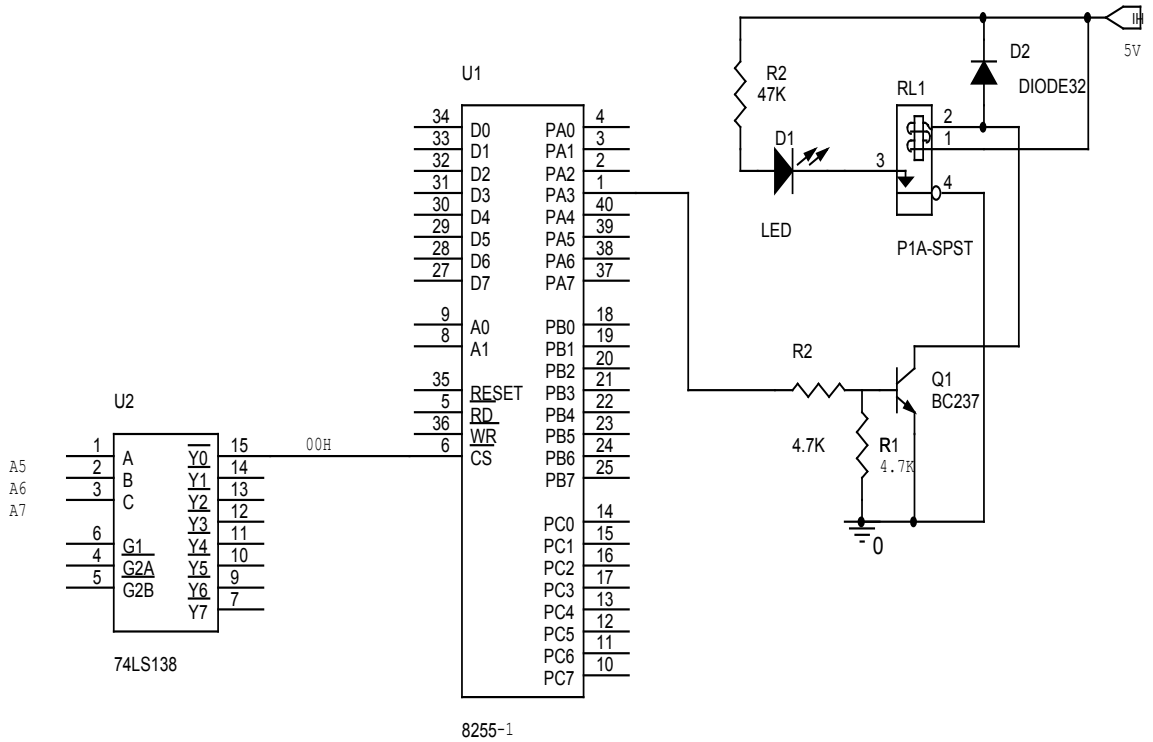 IH
5V
D2
DIODE32
R2
47K
RL1
2
1
D1
3
4
LED
P1A-SPST
U1
34 D0 PA0 4
33 D1 PA1 3
32 D2 PA2 2
31 D3 PA3 1
30 D4 PA4 40
29 D5 PA5 39
28 D6 PA6 38
27 D7 PA7 37
9 A0 PB0 18
8 A1 PB1 19
PB2 20
35 RESET PB3 21
5 RD PB4 22
36 WR PB5 23
6 CS PB6 24
PB7 25
PC0 14
PC1 15
PC2 16
PC3 17
PC4 13
PC5 12
PC6 11
PC7 10
8255-1
R2
4.7K
Q1
BC237
R1
4.7K
0
U2
A5 1 A Y0 15 00H
A6 2 B Y1 14
A7 3 C Y2 13
Y3 12
6 G1 Y4 11
4 G2A Y5 10
5 G2B Y6 9
Y7 7
74LS138